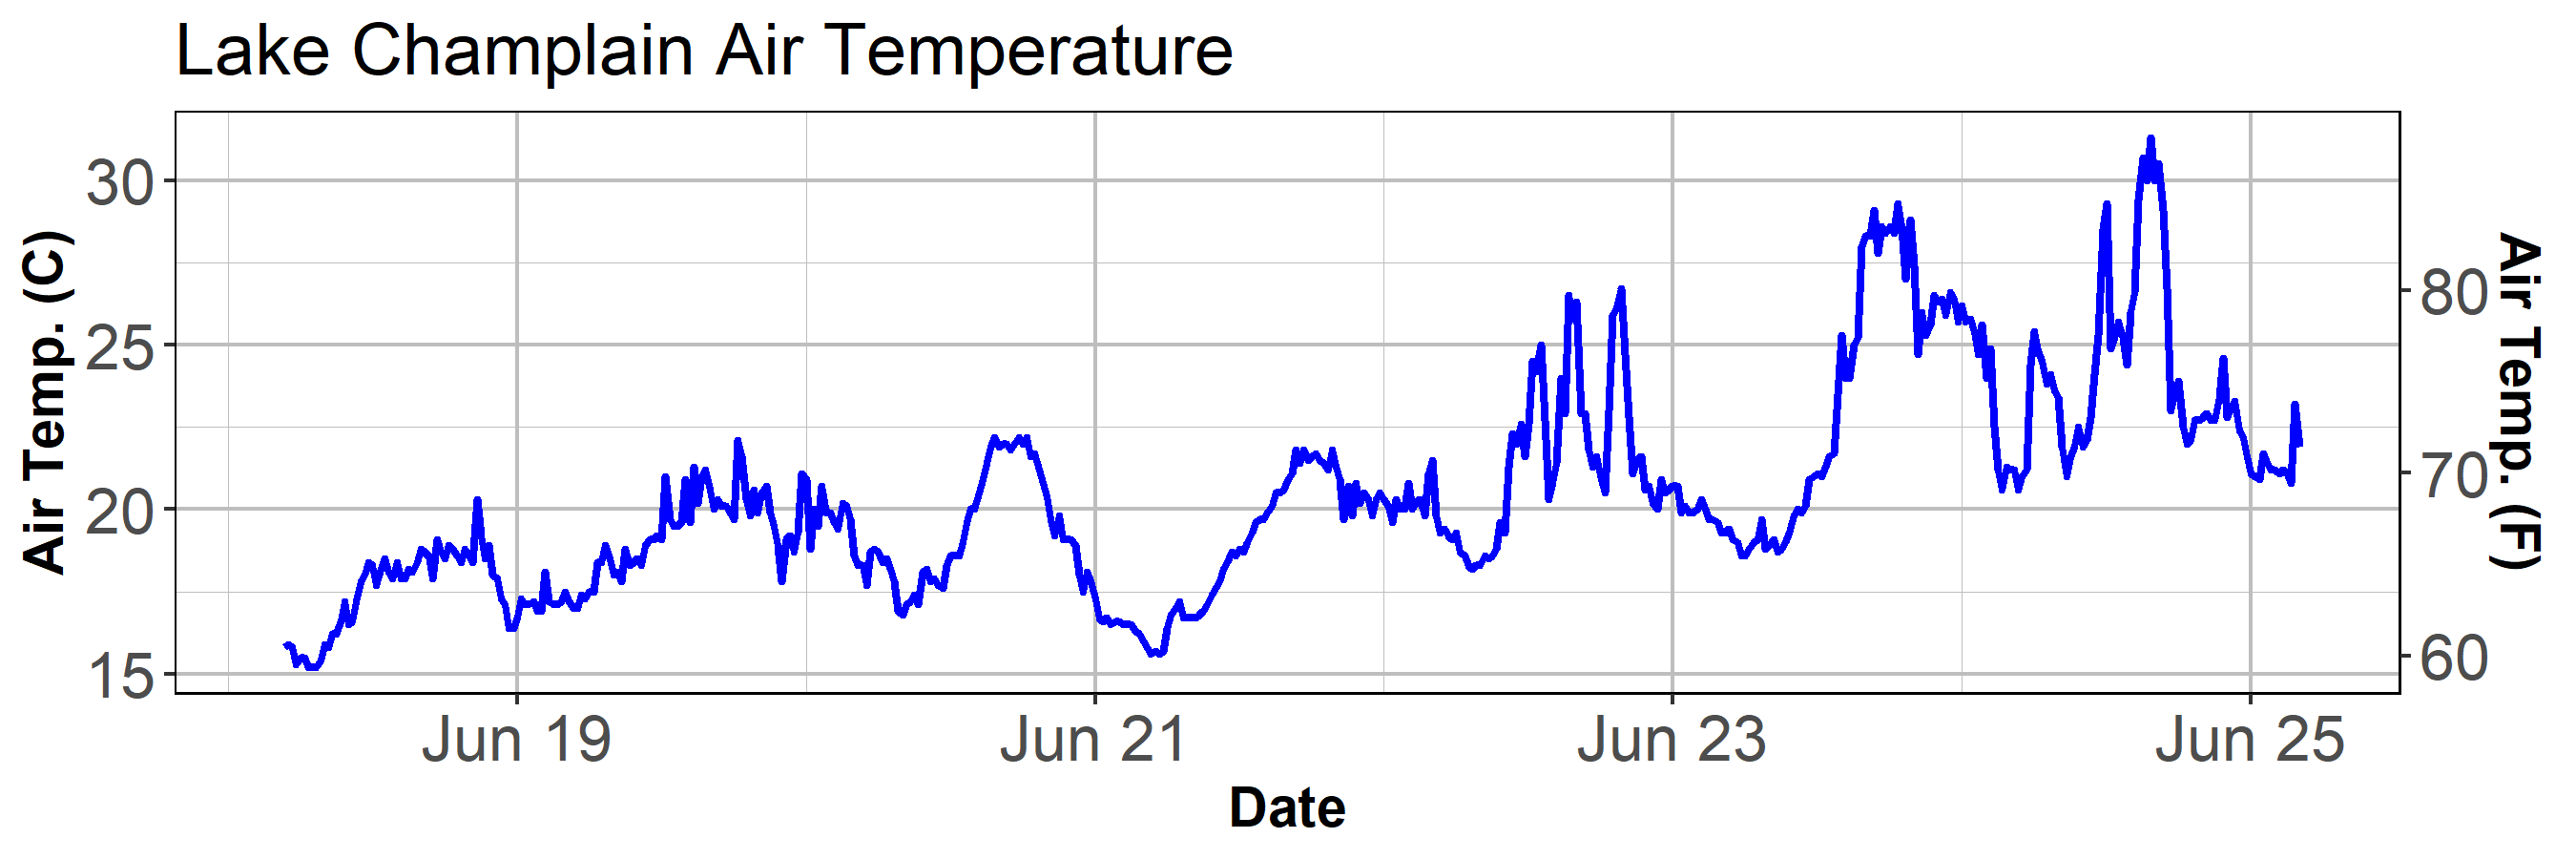 Lake Champlain Air Temperature
Air Temp. (C)
30
25
20
15
80
70
60
Air Temp. (F)
Jun 19
Jun 21
Jun 23
Jun 25
Date